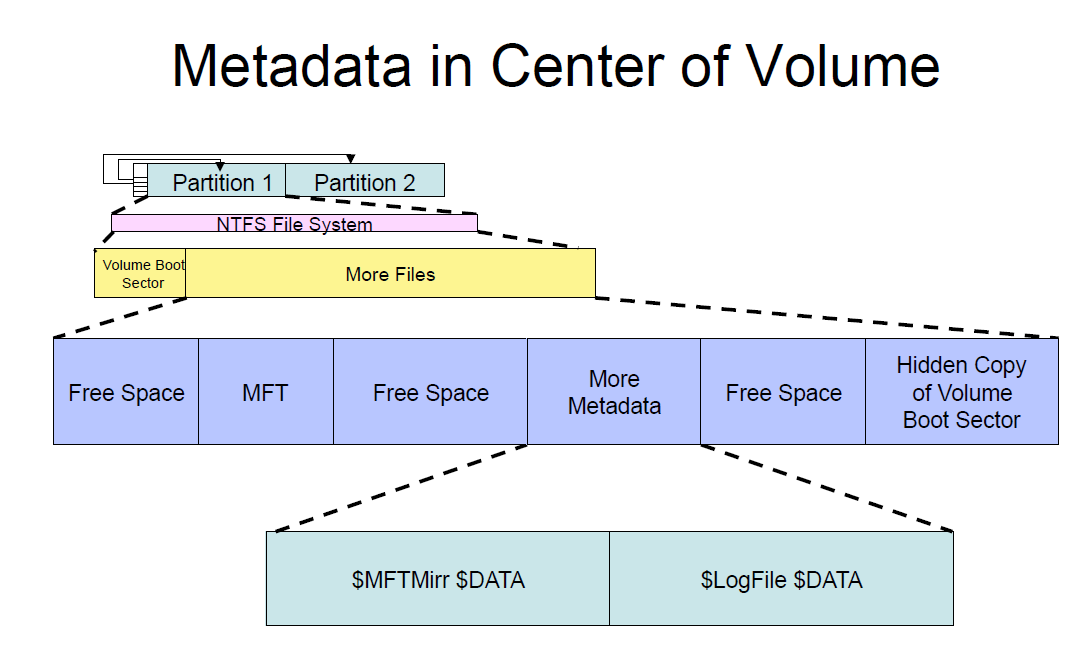 Metadata in Center of Volume
Partition 1
Partition 2
NTFS File System
Volume Boot
Sector
More Files
Free Space
MFT
Free Space
More
Metadata
Free Space
Hidden Copy
of Volume
Boot Sector
$MFTMirr $DATA
$LogFile $DATA